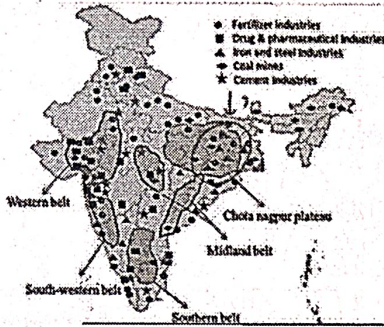 Fertilizer industries
Drug & pharmaceutical industries
Iron and steel industries
Coal mines
Cement industries
Western belt
Chota nagpur plateau
Midland belt
South-western belt
Southern belt